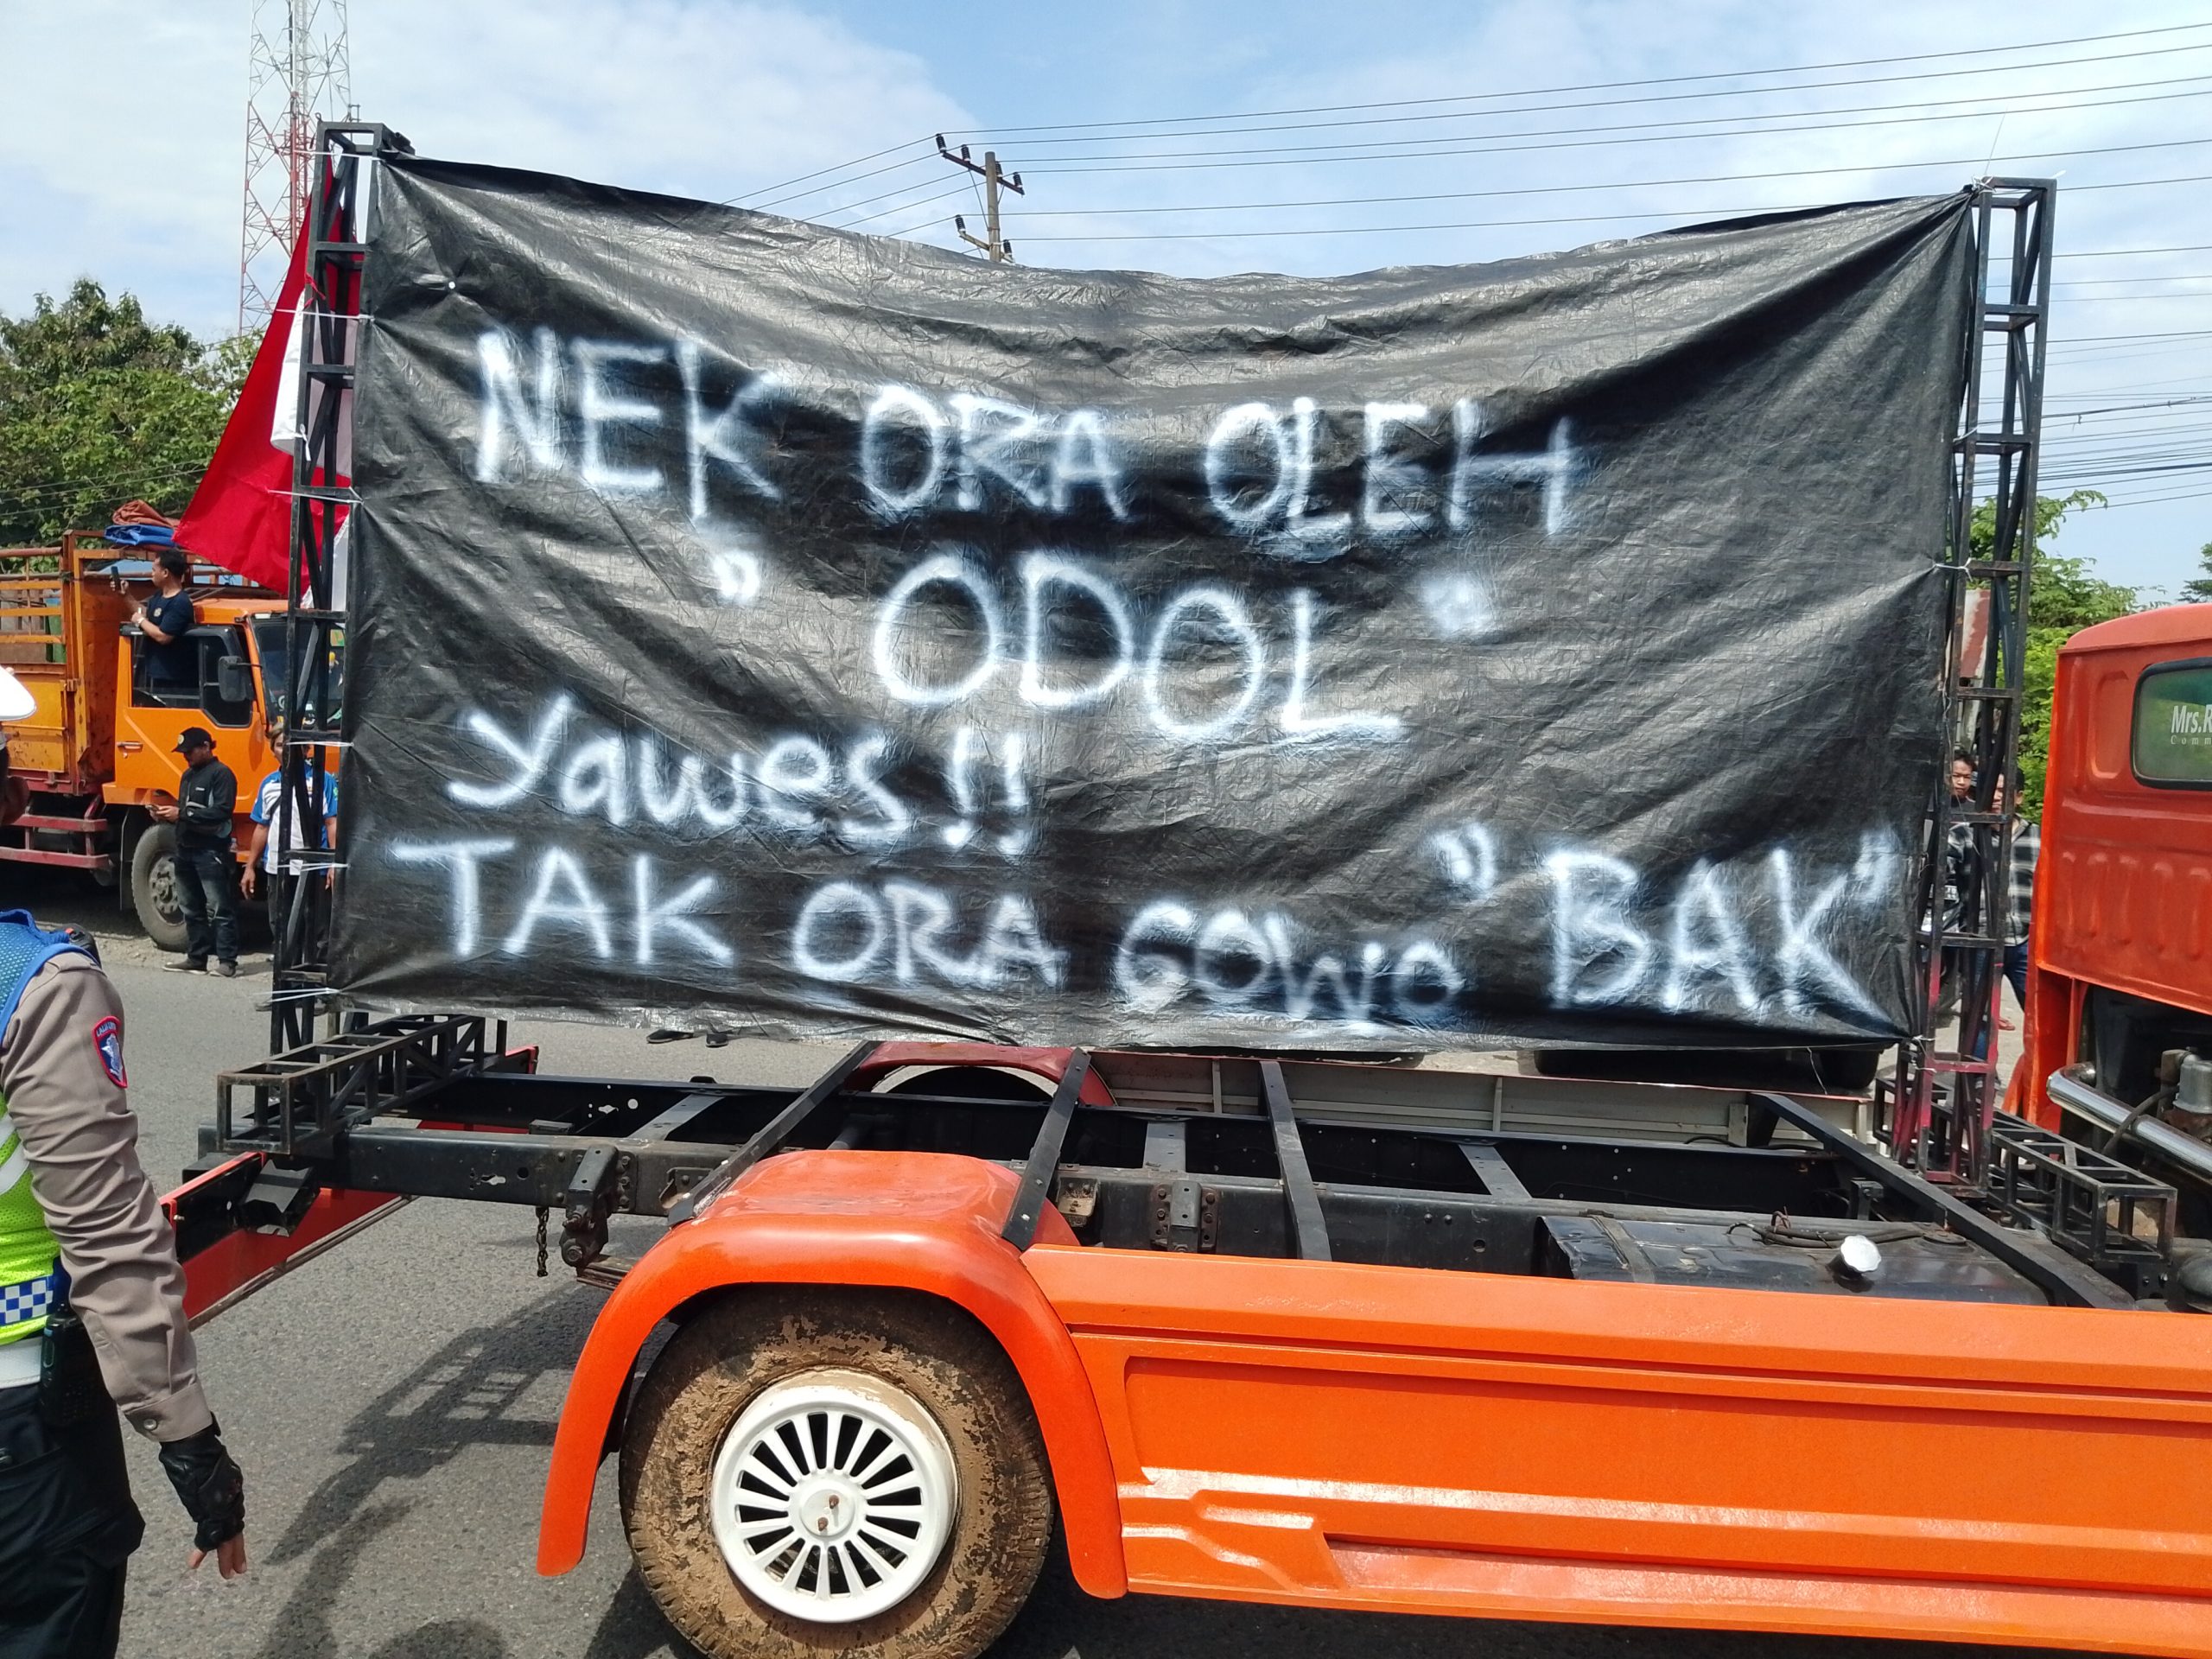 NEK ORA OLEH
" ODOL "
Yawes!!
TAK ORA GOWO "BAK"